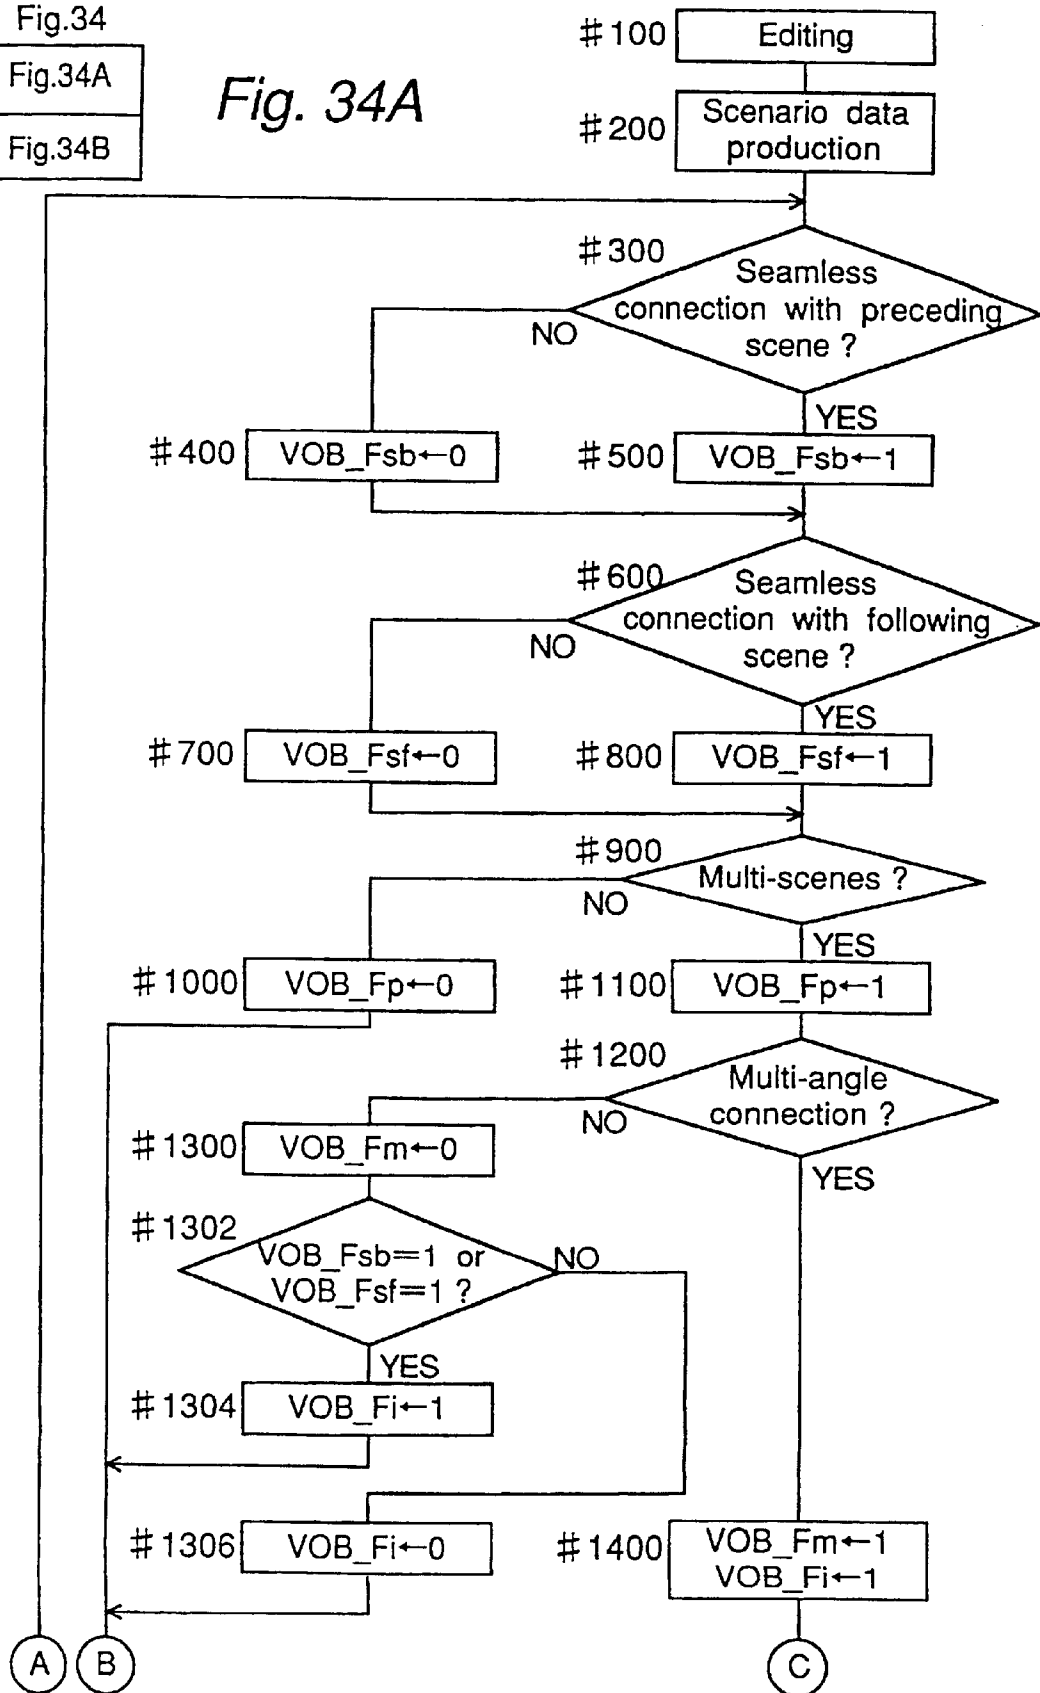 Fig.34
Fig.34A
Fig.34B
Fig. 34A
#100 Editing
#200 Scenario data
production
#300 Seamless
connection with preceding
scene ?
NO
YES
#400 VOB_Fsb←0
#500 VOB_Fsb←1
#600 Seamless
connection with following
scene ?
NO
YES
#700 VOB_Fsf←0
#800 VOB_Fsf←1
#900 Multi-scenes ?
NO
YES
#1000 VOB_Fp←0
#1100 VOB_Fp←1
#1200 Multi-angle
connection ?
NO
YES
#1300 VOB_Fm←0
#1302 VOB_Fsb=1 or
VOB_Fsf=1 ?
NO
YES
#1304 VOB_Fi←1
#1306 VOB_Fi←0
#1400 VOB_Fm←1
VOB_Fi←1
A B C